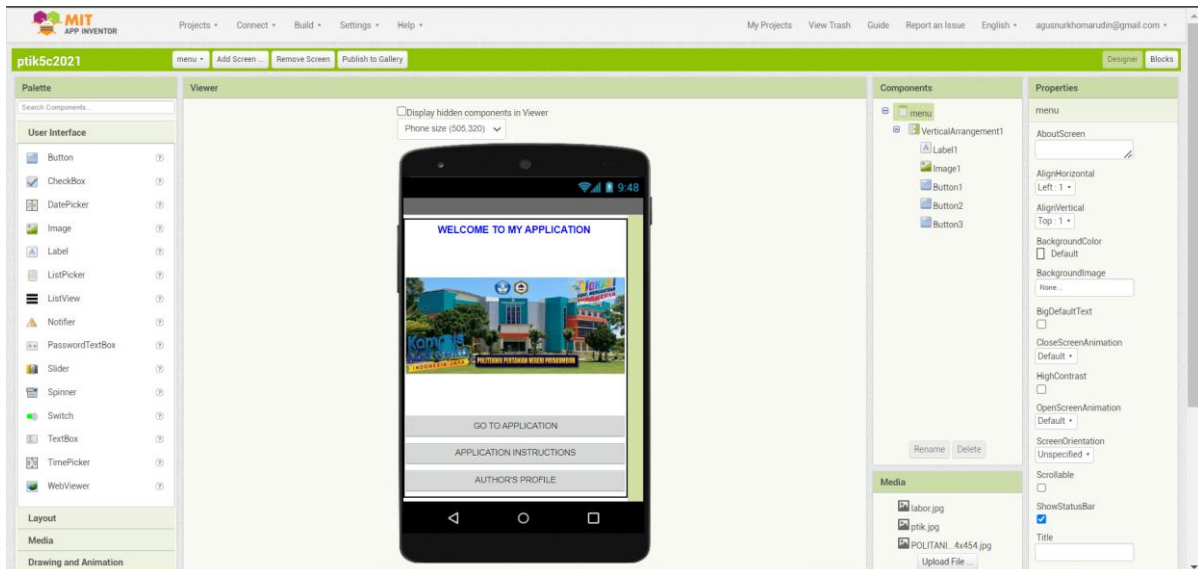 MIT
APP INVENTOR
Projects Connect Build Settings Help My Projects View Trash Guide Report an Issue English agusnurkhomarudin@gmail.com
ptik5c2021 menu Add Screen ... Remove Screen Publish to Gallery Designer Blocks
Palette
Search Components...
User Interface
Button
CheckBox
DatePicker
Image
Label
ListPicker
ListView
Notifier
PasswordTextBox
Slider
Spinner
Switch
TextBox
TimePicker
WebViewer
Layout
Media
Drawing and Animation
Viewer
Display hidden components in Viewer
Phone size (505,320)
9:48
WELCOME TO MY APPLICATION
INDONESIA JAYA
POLITEKNIK PERTANIAN NEGERI PAYAKUMBUH
GO TO APPLICATION
APPLICATION INSTRUCTIONS
AUTHOR'S PROFILE
Components
menu
VerticalArrangement1
Label1
Image1
Button1
Button2
Button3
Rename Delete
Media
labor.jpg
ptik.jpg
POLITANI...4x454.jpg
Upload File ...
Properties
menu
AboutScreen
AlignHorizontal
Left : 1
AlignVertical
Top : 1
BackgroundColor
Default
BackgroundImage
None...
BigDefaultText
CloseScreenAnimation
Default
HighContrast
OpenScreenAnimation
Default
ScreenOrientation
Unspecified
Scrollable
ShowStatusBar
Title